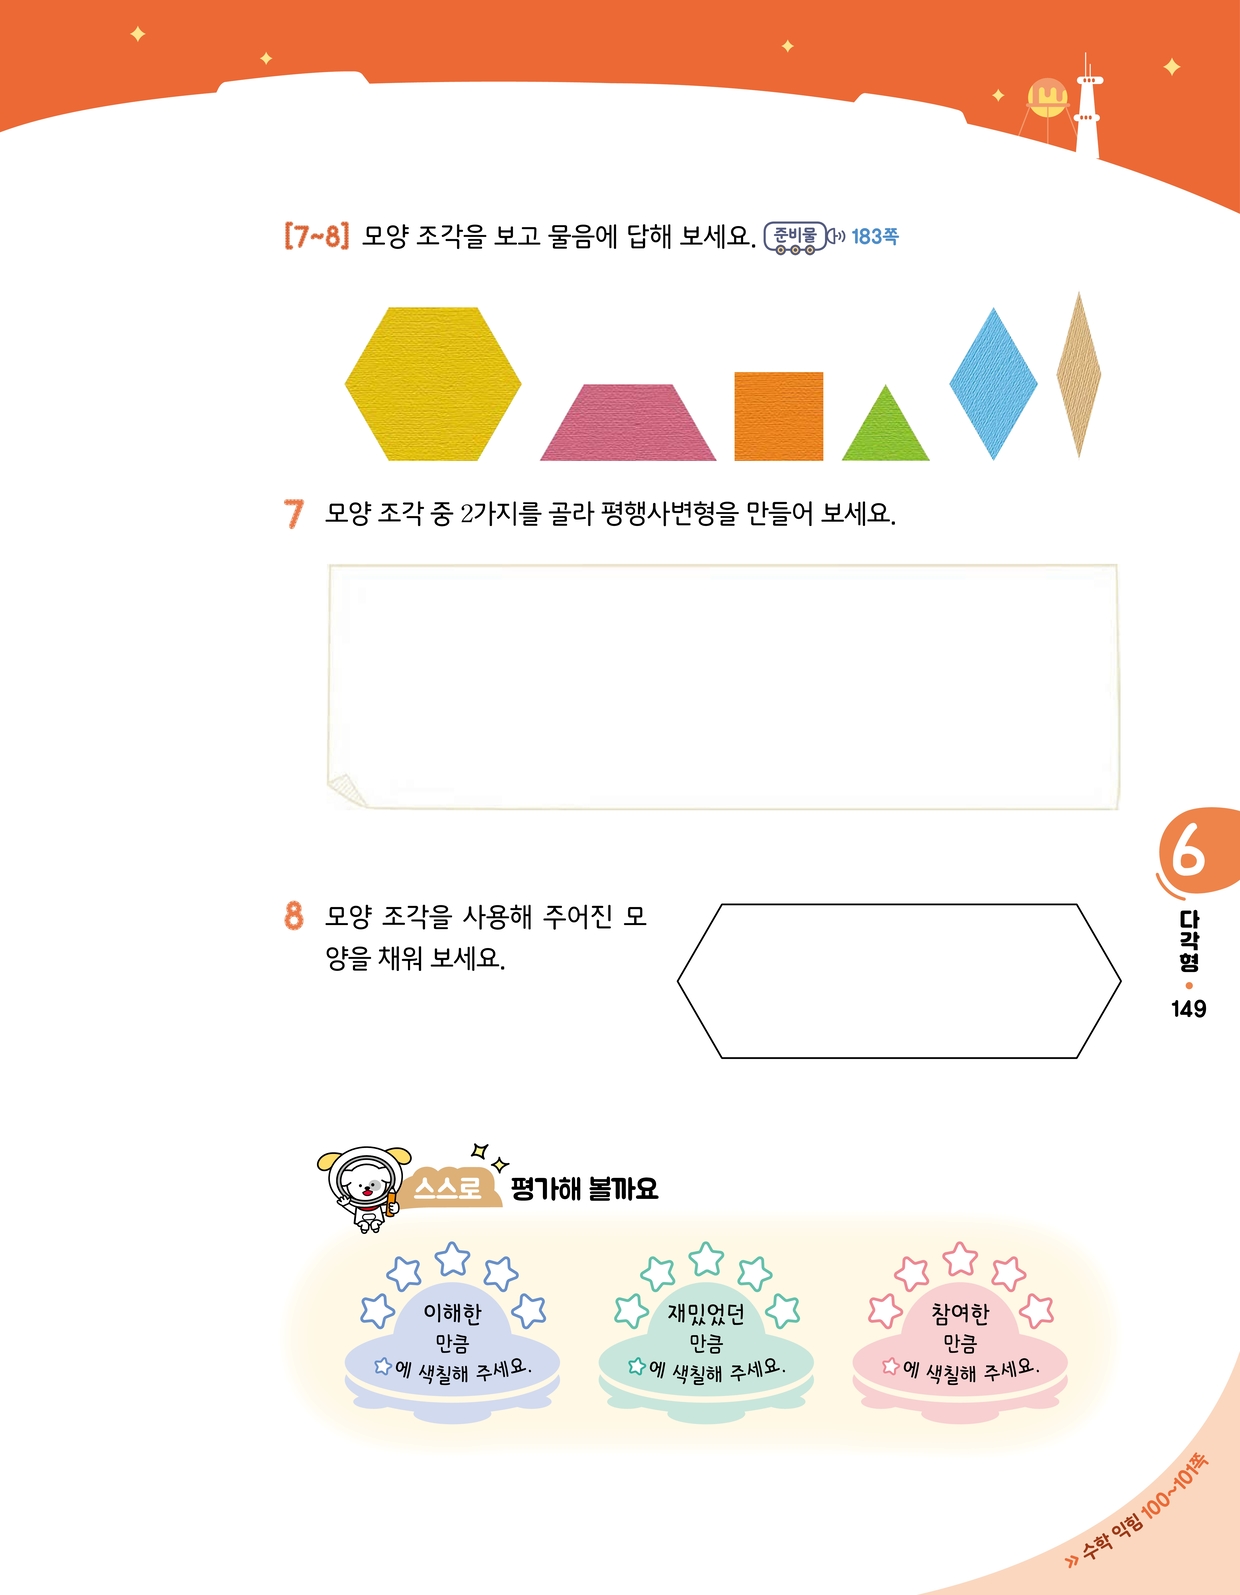 [7~8] 모양 조각을 보고 물음에 답해 보세요. 준비물 183쪽
7 모양 조각 중 2가지를 골라 평행사변형을 만들어 보세요.
8 모양 조각을 사용해 주어진 모
양을 채워 보세요.
6
다각형
149
스스로 평가해 볼까요
이해한
만큼
에 색칠해 주세요.
재밌었던
만큼
에 색칠해 주세요.
참여한
만큼
에 색칠해 주세요.
» 수학 익힘 100~101쪽